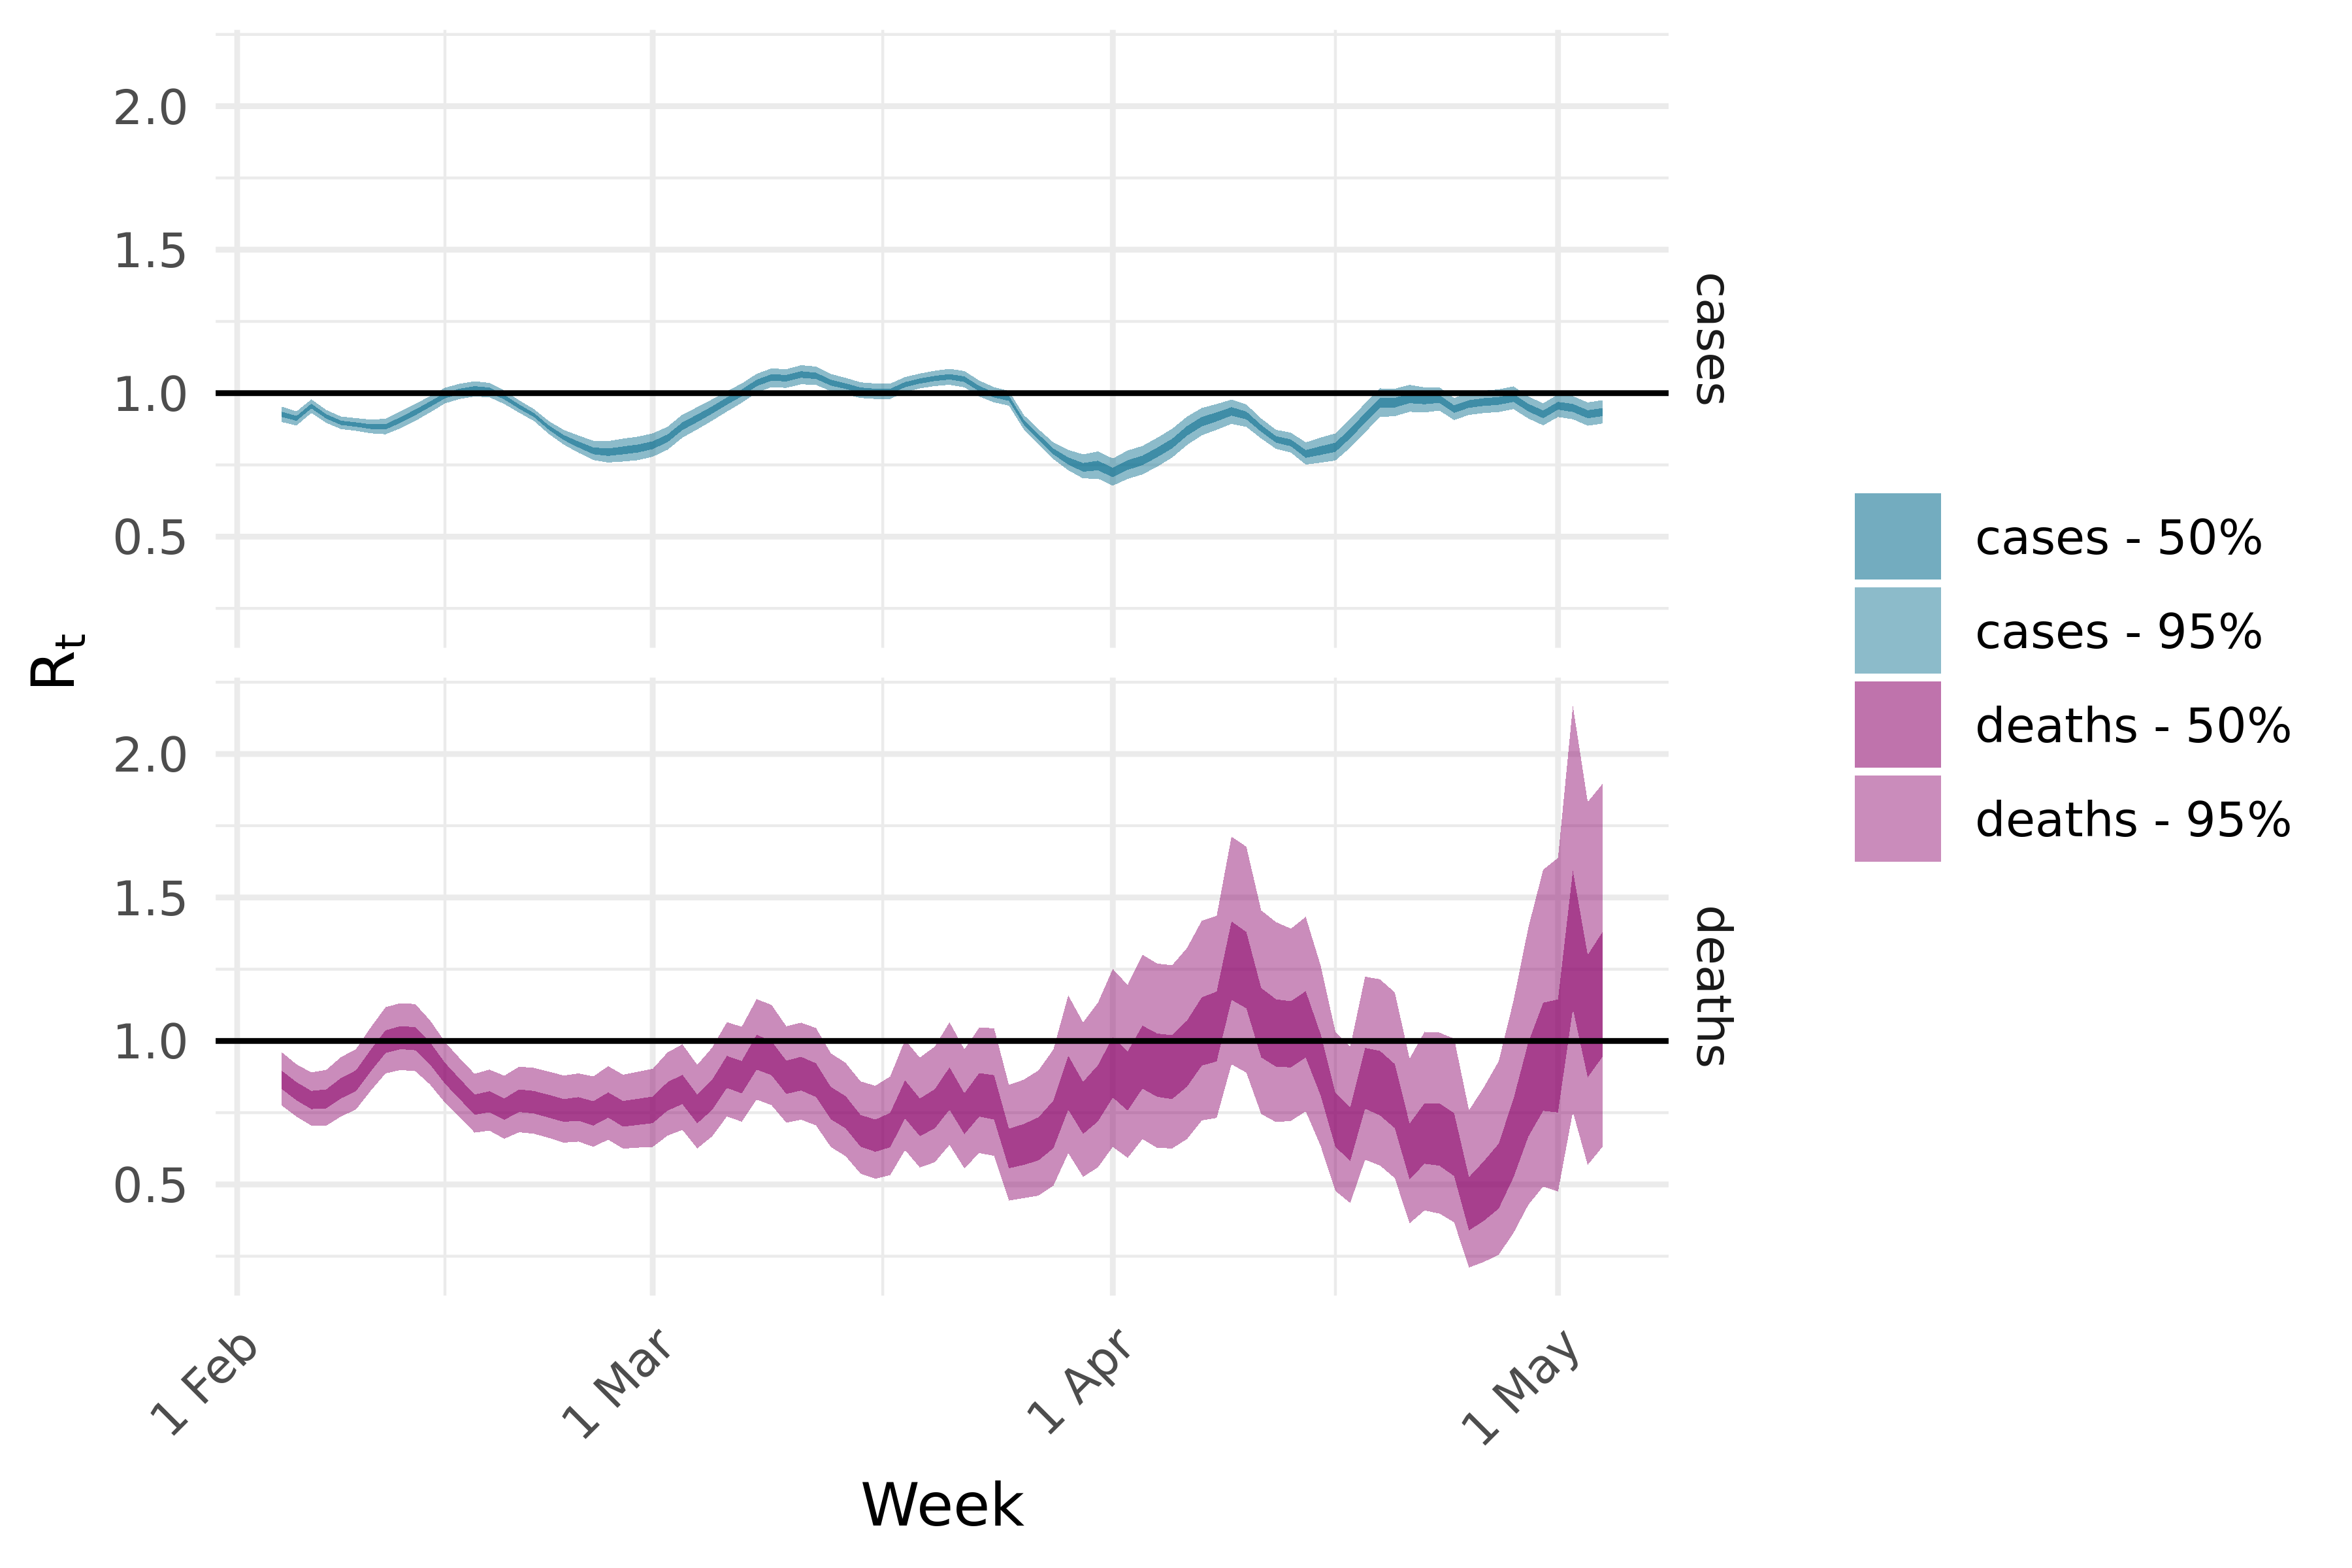 2.0
1.5
1.0
0.5
cases
R_t
2.0
1.5
1.0
0.5
deaths
1 Feb
1 Mar
1 Apr
1 May
Week
cases - 50%
cases - 95%
deaths - 50%
deaths - 95%